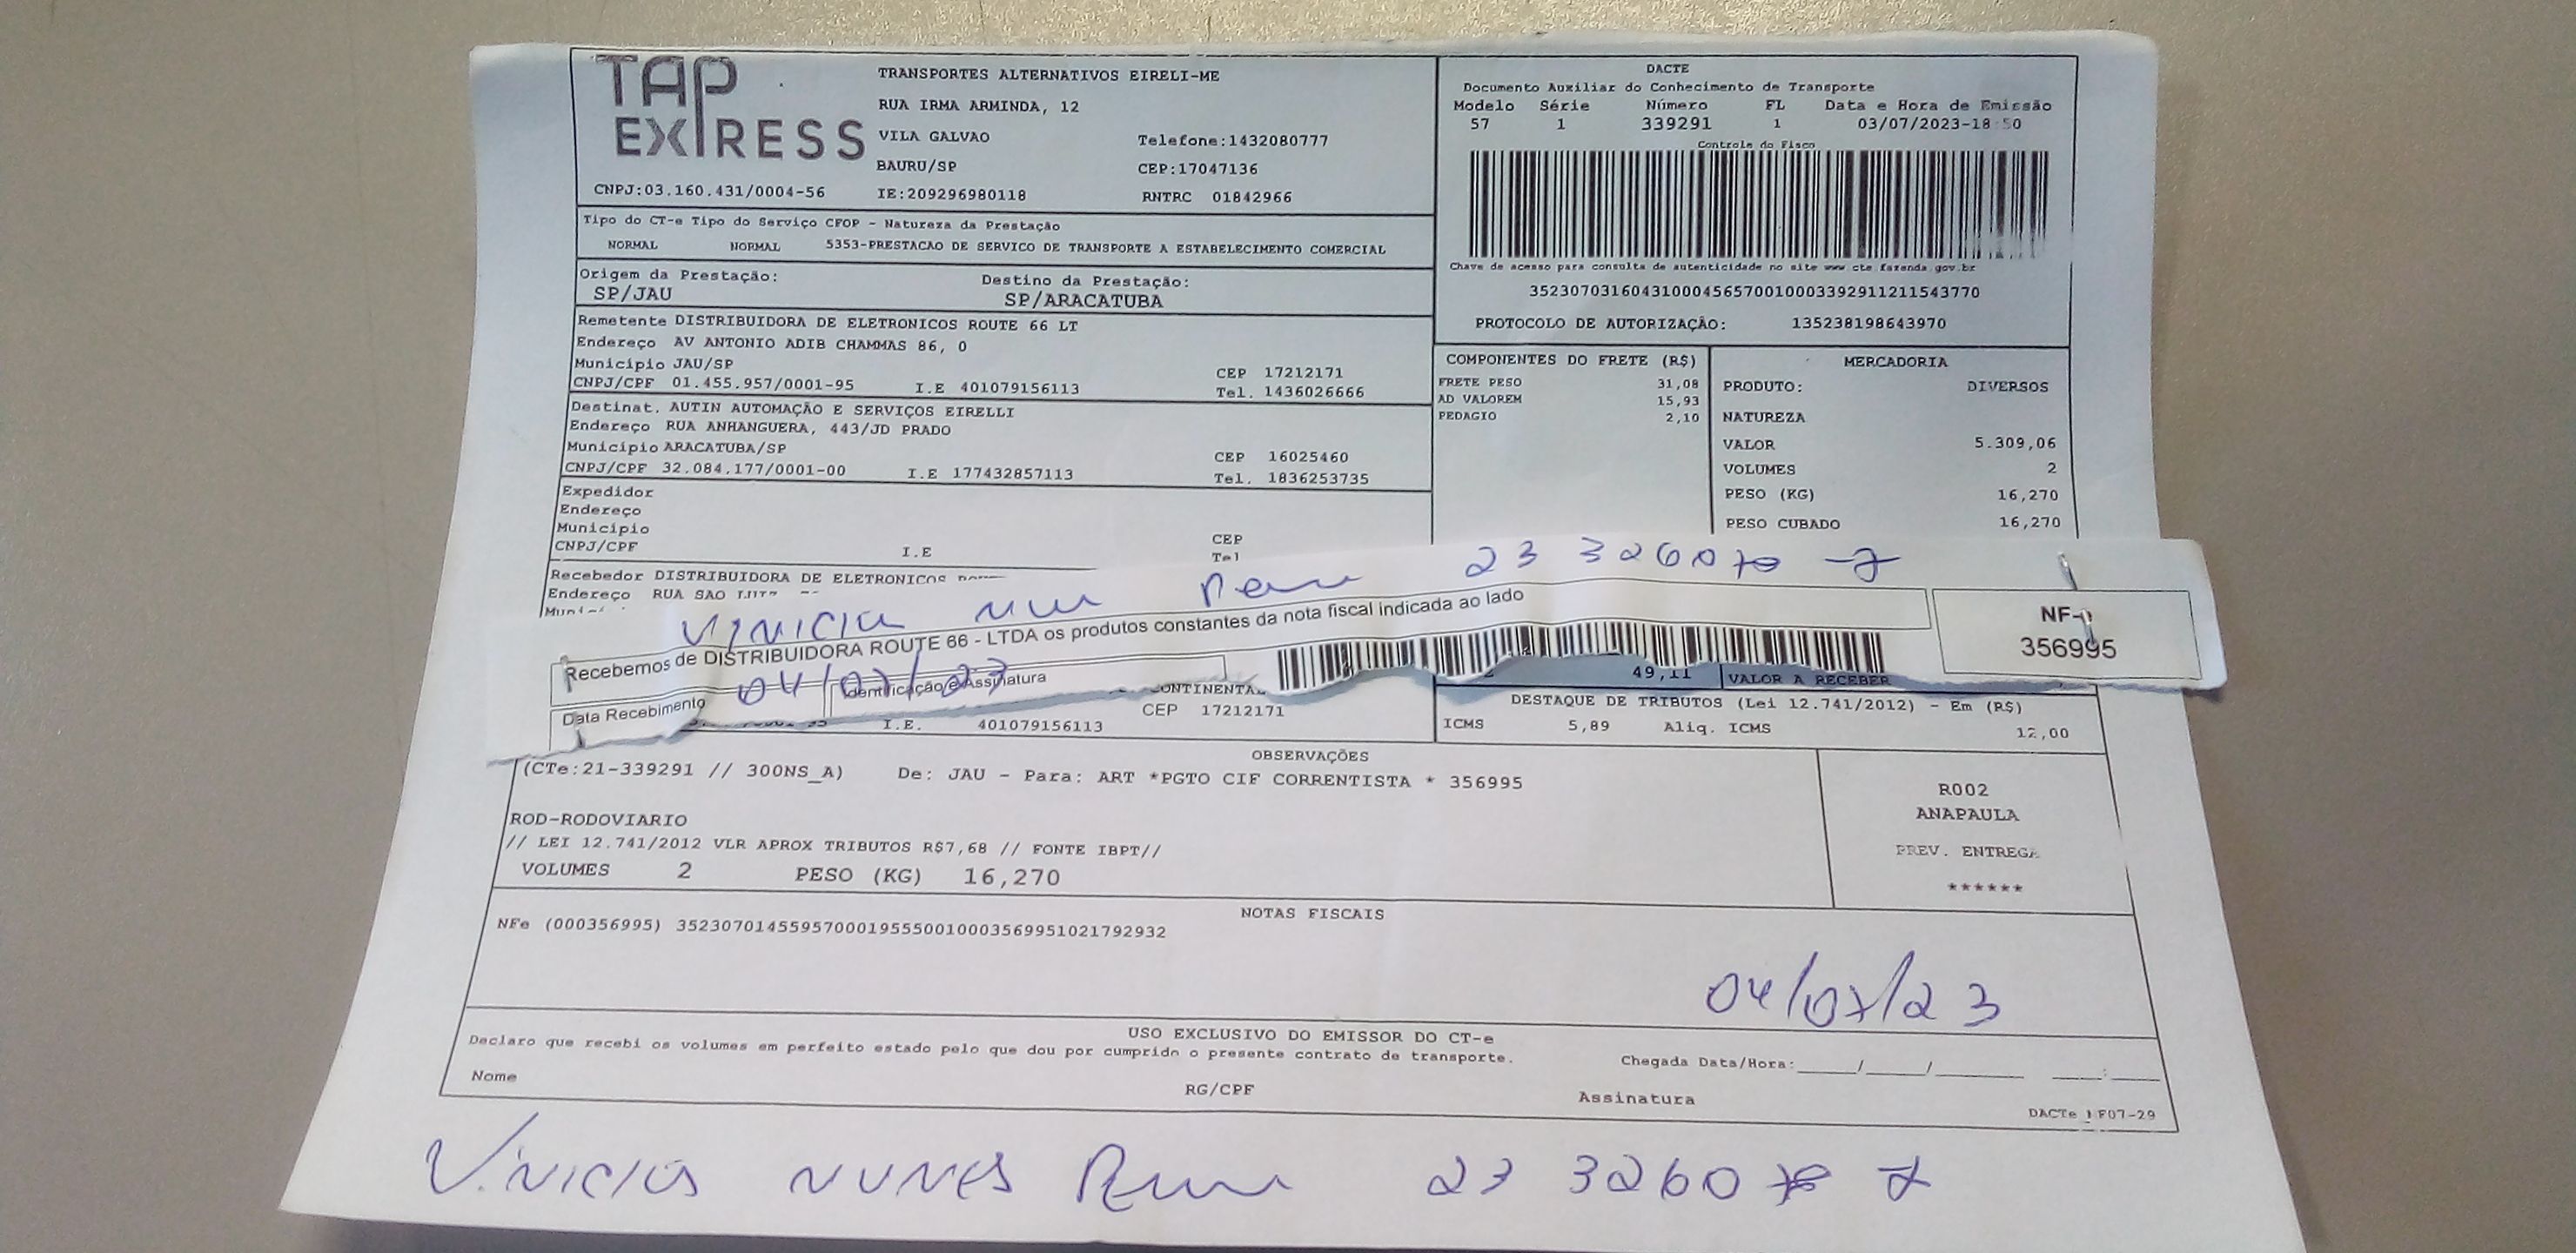 TAP EXPRESS
TRANSPORTES ALTERNATIVOS EIRELI-ME
RUA IRMA ARMINDA, 12
VILA GALVAO Telefone:1432080777
BAURU/SP CEP:17047136
CNPJ:03.160.431/0004-56 IE:209296980118 RNTRC 01842966
DACTE
Documento Auxiliar do Conhecimento de Transporte
Modelo Série Número FL Data e Hora de Emissão
57 1 339291 1 03/07/2023-18:50
Controle do Fisco
Chave de acesso para consulta de autenticidade no site www cte.fazenda.gov.br
35230703160431000456570010003392911211543770
PROTOCOLO DE AUTORIZAÇÃO: 135238198643970
Tipo do CT-e Tipo do Serviço CFOP - Natureza da Prestação
NORMAL NORMAL 5353-PRESTACAO DE SERVICO DE TRANSPORTE A ESTABELECIMENTO COMERCIAL
Origem da Prestação: Destino da Prestação:
SP/JAU SP/ARACATUBA
Remetente DISTRIBUIDORA DE ELETRONICOS ROUTE 66 LT
Endereço AV ANTONIO ADIB CHAMMAS 86, 0
Município JAU/SP CEP 17212171
CNPJ/CPF 01.455.957/0001-95 I.E 401079156113 Tel. 1436026666
Destinat. AUTIN AUTOMAÇÃO E SERVIÇOS EIRELLI
Endereço RUA ANHANGUERA, 443/JD PRADO
Município ARACATUBA/SP CEP 16025460
CNPJ/CPF 32.084.177/0001-00 I.E 177432857113 Tel. 1836253735
Expedidor
Endereço
Município CEP
CNPJ/CPF I.E Tel
Recebedor DISTRIBUIDORA DE ELETRONICOS
Endereço RUA SAO
COMPONENTES DO FRETE (R$)
FRETE PESO 31,08
AD VALOREM 15,93
PEDAGIO 2,10
MERCADORIA
PRODUTO: DIVERSOS
NATUREZA
VALOR 5.309,06
VOLUMES 2
PESO (KG) 16,270
PESO CUBADO 16,270
23 3260
Recebemos de DISTRIBUIDORA ROUTE 66 - LTDA os produtos constantes da nota fiscal indicada ao lado
NF-e
356995
04/07/23
Data Recebimento Identificação e Assinatura
49,11 VALOR A RECEBER
CEP 17212171
I.E. 401079156113
DESTAQUE DE TRIBUTOS (Lei 12.741/2012) - Em (R$)
ICMS 5,89 Aliq. ICMS 12,00
OBSERVAÇÕES
(CTe:21-339291 // 300NS_A) De: JAU - Para: ART *PGTO CIF CORRENTISTA * 356995
ROD-RODOVIARIO
// LEI 12.741/2012 VLR APROX TRIBUTOS R$7,68 // FONTE IBPT//
VOLUMES 2 PESO (KG) 16,270
R002
ANAPAULA
PREV. ENTREGA
******
NOTAS FISCAIS
NFe (000356995) 35230701455957000195550010003569951021792932
04/07/23
USO EXCLUSIVO DO EMISSOR DO CT-e
Declaro que recebi os volumes em perfeito estado pelo que dou por cumprido o presente contrato de transporte.
Chegada Data/Hora:_____/_____/_______ ____:____
Nome RG/CPF Assinatura
DACTe F07-29
VINICIUS NUNES 23 3260